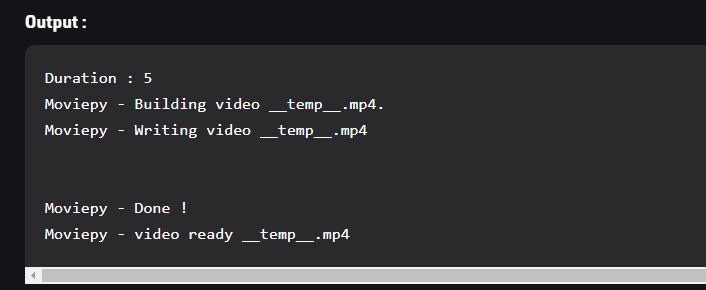 Output :
Duration : 5
Moviepy - Building video __temp__.mp4.
Moviepy - Writing video __temp__.mp4
Moviepy - Done !
Moviepy - video ready __temp__.mp4